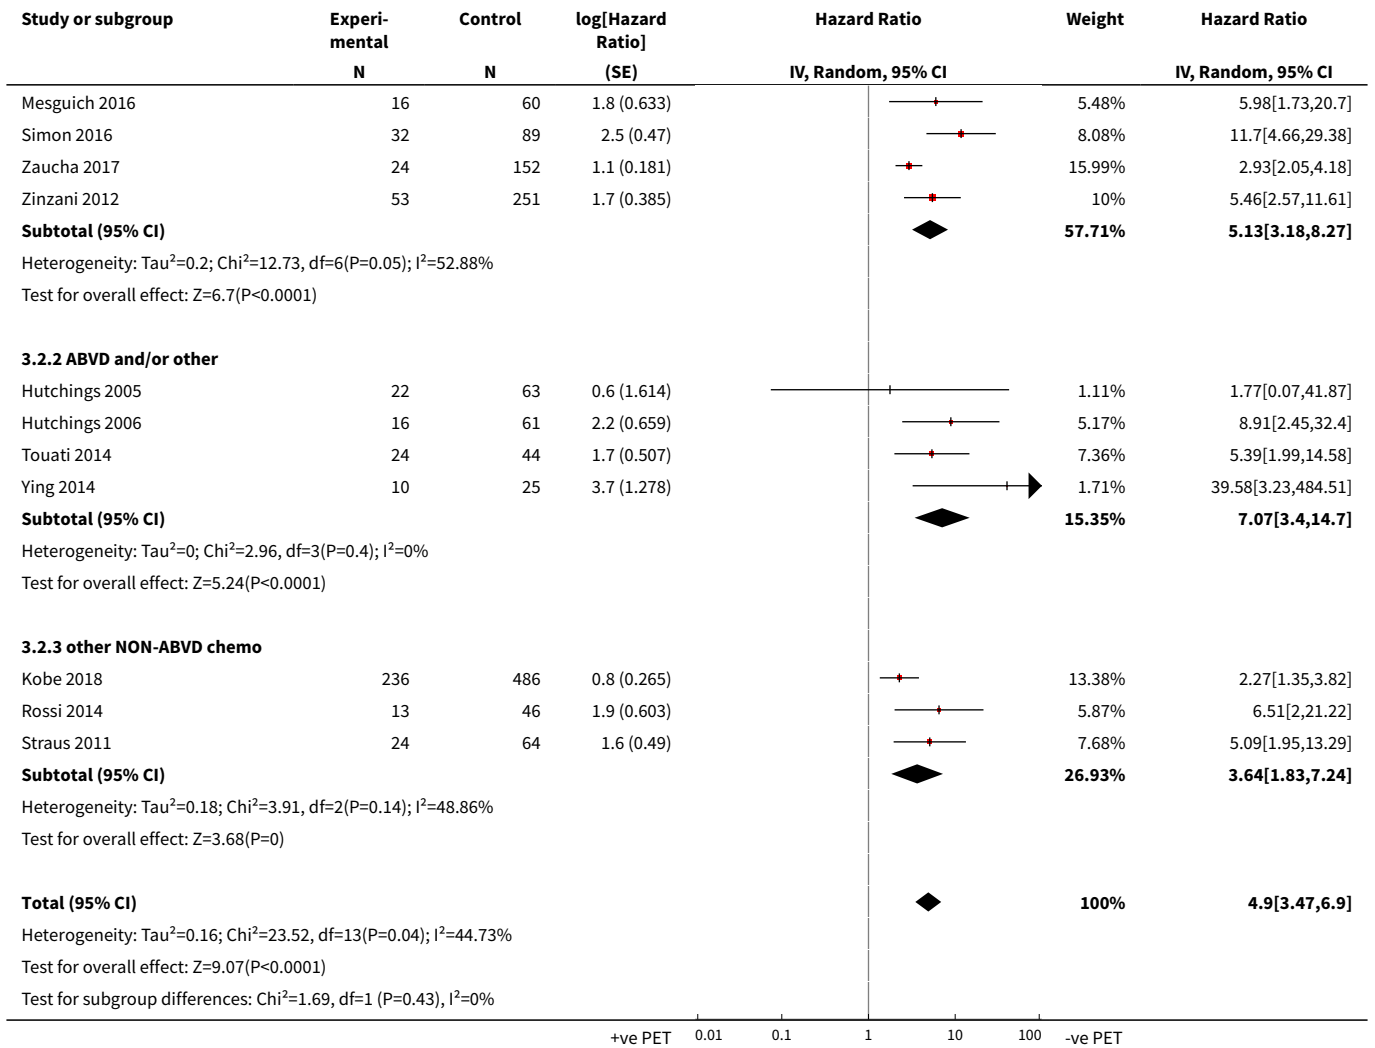 Study or subgroup Experi- Control log[Hazard Hazard Ratio Weight Hazard Ratio
mental Ratio]
N N (SE) IV, Random, 95% CI IV, Random, 95% CI
Mesguich 2016 16 60 1.8 (0.633) 5.48% 5.98[1.73,20.7]
Simon 2016 32 89 2.5 (0.47) 8.08% 11.7[4.66,29.38]
Zaucha 2017 24 152 1.1 (0.181) 15.99% 2.93[2.05,4.18]
Zinzani 2012 53 251 1.7 (0.385) 10% 5.46[2.57,11.61]
Subtotal (95% CI) 57.71% 5.13[3.18,8.27]
Heterogeneity: Tau²=0.2; Chi²=12.73, df=6(P=0.05); I²=52.88%
Test for overall effect: Z=6.7(P<0.0001)
3.2.2 ABVD and/or other
Hutchings 2005 22 63 0.6 (1.614) 1.11% 1.77[0.07,41.87]
Hutchings 2006 16 61 2.2 (0.659) 5.17% 8.91[2.45,32.4]
Touati 2014 24 44 1.7 (0.507) 7.36% 5.39[1.99,14.58]
Ying 2014 10 25 3.7 (1.278) 1.71% 39.58[3.23,484.51]
Subtotal (95% CI) 15.35% 7.07[3.4,14.7]
Heterogeneity: Tau²=0; Chi²=2.96, df=3(P=0.4); I²=0%
Test for overall effect: Z=5.24(P<0.0001)
3.2.3 other NON-ABVD chemo
Kobe 2018 236 486 0.8 (0.265) 13.38% 2.27[1.35,3.82]
Rossi 2014 13 46 1.9 (0.603) 5.87% 6.51[2,21.22]
Straus 2011 24 64 1.6 (0.49) 7.68% 5.09[1.95,13.29]
Subtotal (95% CI) 26.93% 3.64[1.83,7.24]
Heterogeneity: Tau²=0.18; Chi²=3.91, df=2(P=0.14); I²=48.86%
Test for overall effect: Z=3.68(P=0)
Total (95% CI) 100% 4.9[3.47,6.9]
Heterogeneity: Tau²=0.16; Chi²=23.52, df=13(P=0.04); I²=44.73%
Test for overall effect: Z=9.07(P<0.0001)
Test for subgroup differences: Chi²=1.69, df=1 (P=0.43), I²=0%
+ve PET 0.01 0.1 1 10 100 -ve PET